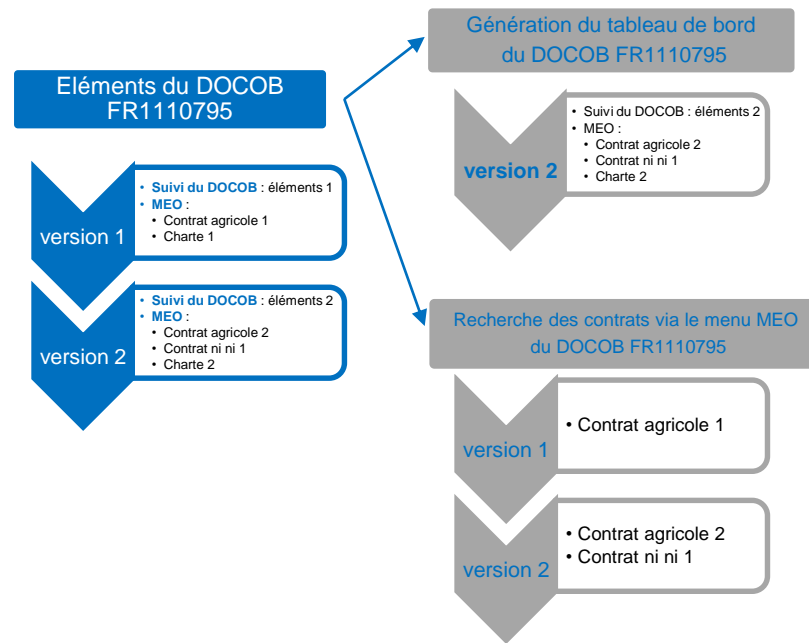 Eléments du DOCOB
FR1110795
version 1
• Suivi du DOCOB : éléments 1
• MEO :
• Contrat agricole 1
• Charte 1
version 2
• Suivi du DOCOB : éléments 2
• MEO :
• Contrat agricole 2
• Contrat ni ni 1
• Charte 2
Génération du tableau de bord
du DOCOB FR1110795
version 2
• Suivi du DOCOB : éléments 2
• MEO :
• Contrat agricole 2
• Contrat ni ni 1
• Charte 2
Recherche des contrats via le menu MEO
du DOCOB FR1110795
version 1
• Contrat agricole 1
version 2
• Contrat agricole 2
• Contrat ni ni 1